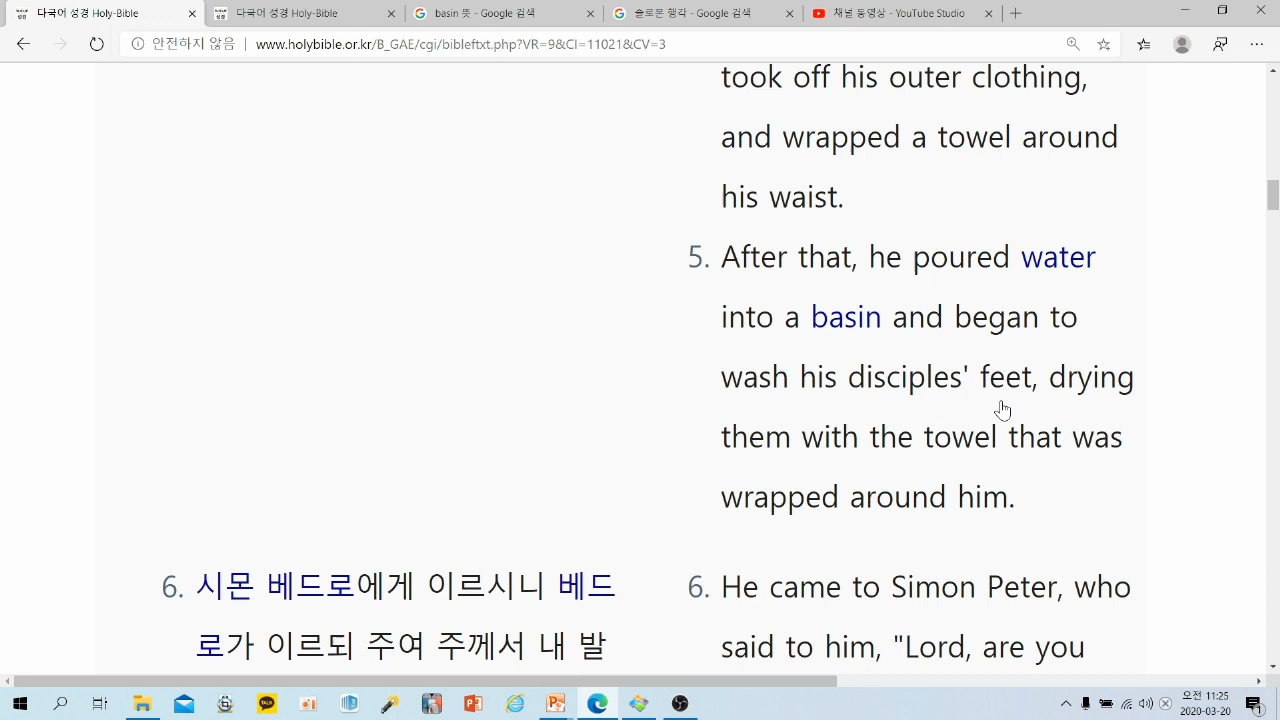 다국어 성경 Holy-Bible
다국어 성경 Holy-Bible
basin 뜻 - Google 검색
솔로몬 행각 - Google 검색
채널 동영상 - YouTube Studio
안전하지 않음
www.holybible.or.kr/B_GAE/cgi/bibleftxt.php?VR=9&CI=11021&CV=3
took off his outer clothing,
and wrapped a towel around
his waist.
5. After that, he poured water
into a basin and began to
wash his disciples' feet, drying
them with the towel that was
wrapped around him.
6. 시몬 베드로에게 이르시니 베드
로가 이르되 주여 주께서 내 발
6. He came to Simon Peter, who
said to him, "Lord, are you
오전 11:25
2020-03-20